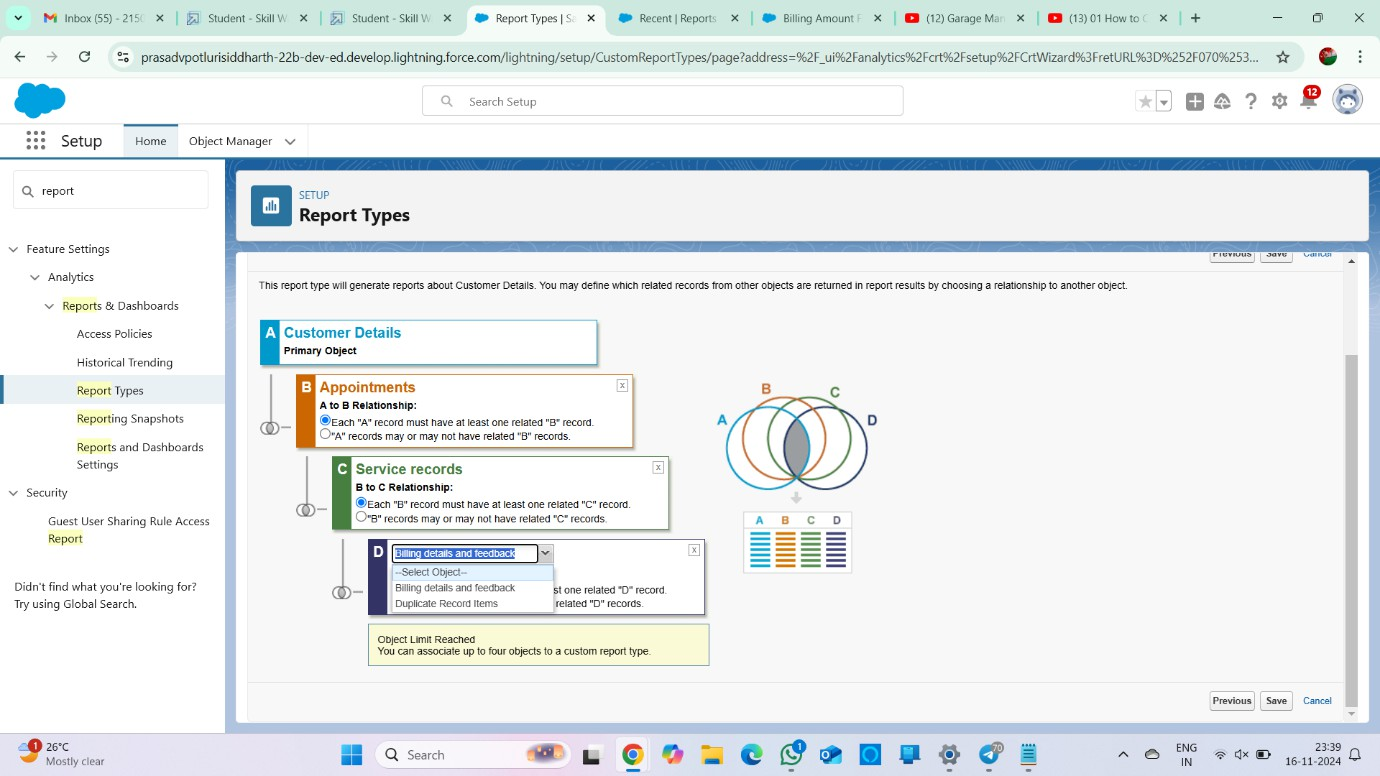 Inbox (55) - 215
Student - Skill W
Student - Skill W
Report Types | Sa
Recent | Reports
Billing Amount F
(12) Garage Man
(13) 01 How to C
prasadvpotlurisiddharth-22b-dev-ed.develop.lightning.force.com/lightning/setup/CustomReportTypes/page?address=%2F_ui%2Fanalytics%2Fcrt%2Fsetup%2FCrtWizard%3FretURL%3D%252F070%253...
Search Setup
12
Setup
Home
Object Manager
report
SETUP
Report Types
Feature Settings
Analytics
Reports & Dashboards
Access Policies
Historical Trending
Report Types
Reporting Snapshots
Reports and Dashboards
Settings
Security
Guest User Sharing Rule Access
Report
Didn't find what you're looking for?
Try using Global Search.
Previous Save Cancel
This report type will generate reports about Customer Details. You may define which related records from other objects are returned in report results by choosing a relationship to another object.
A Customer Details
Primary Object
B Appointments
x
A to B Relationship:
Each "A" record must have at least one related "B" record.
"A" records may or may not have related "B" records.
C Service records
x
B to C Relationship:
Each "B" record must have at least one related "C" record.
"B" records may or may not have related "C" records.
D Billing details and feedback
x
--Select Object--
Billing details and feedback
st one related "D" record.
Duplicate Record Items
related "D" records.
Object Limit Reached
You can associate up to four objects to a custom report type.
A B C D
A B C D
Previous Save Cancel
1
26°C
Mostly clear
Search
1
70
ENG
IN
23:39
16-11-2024